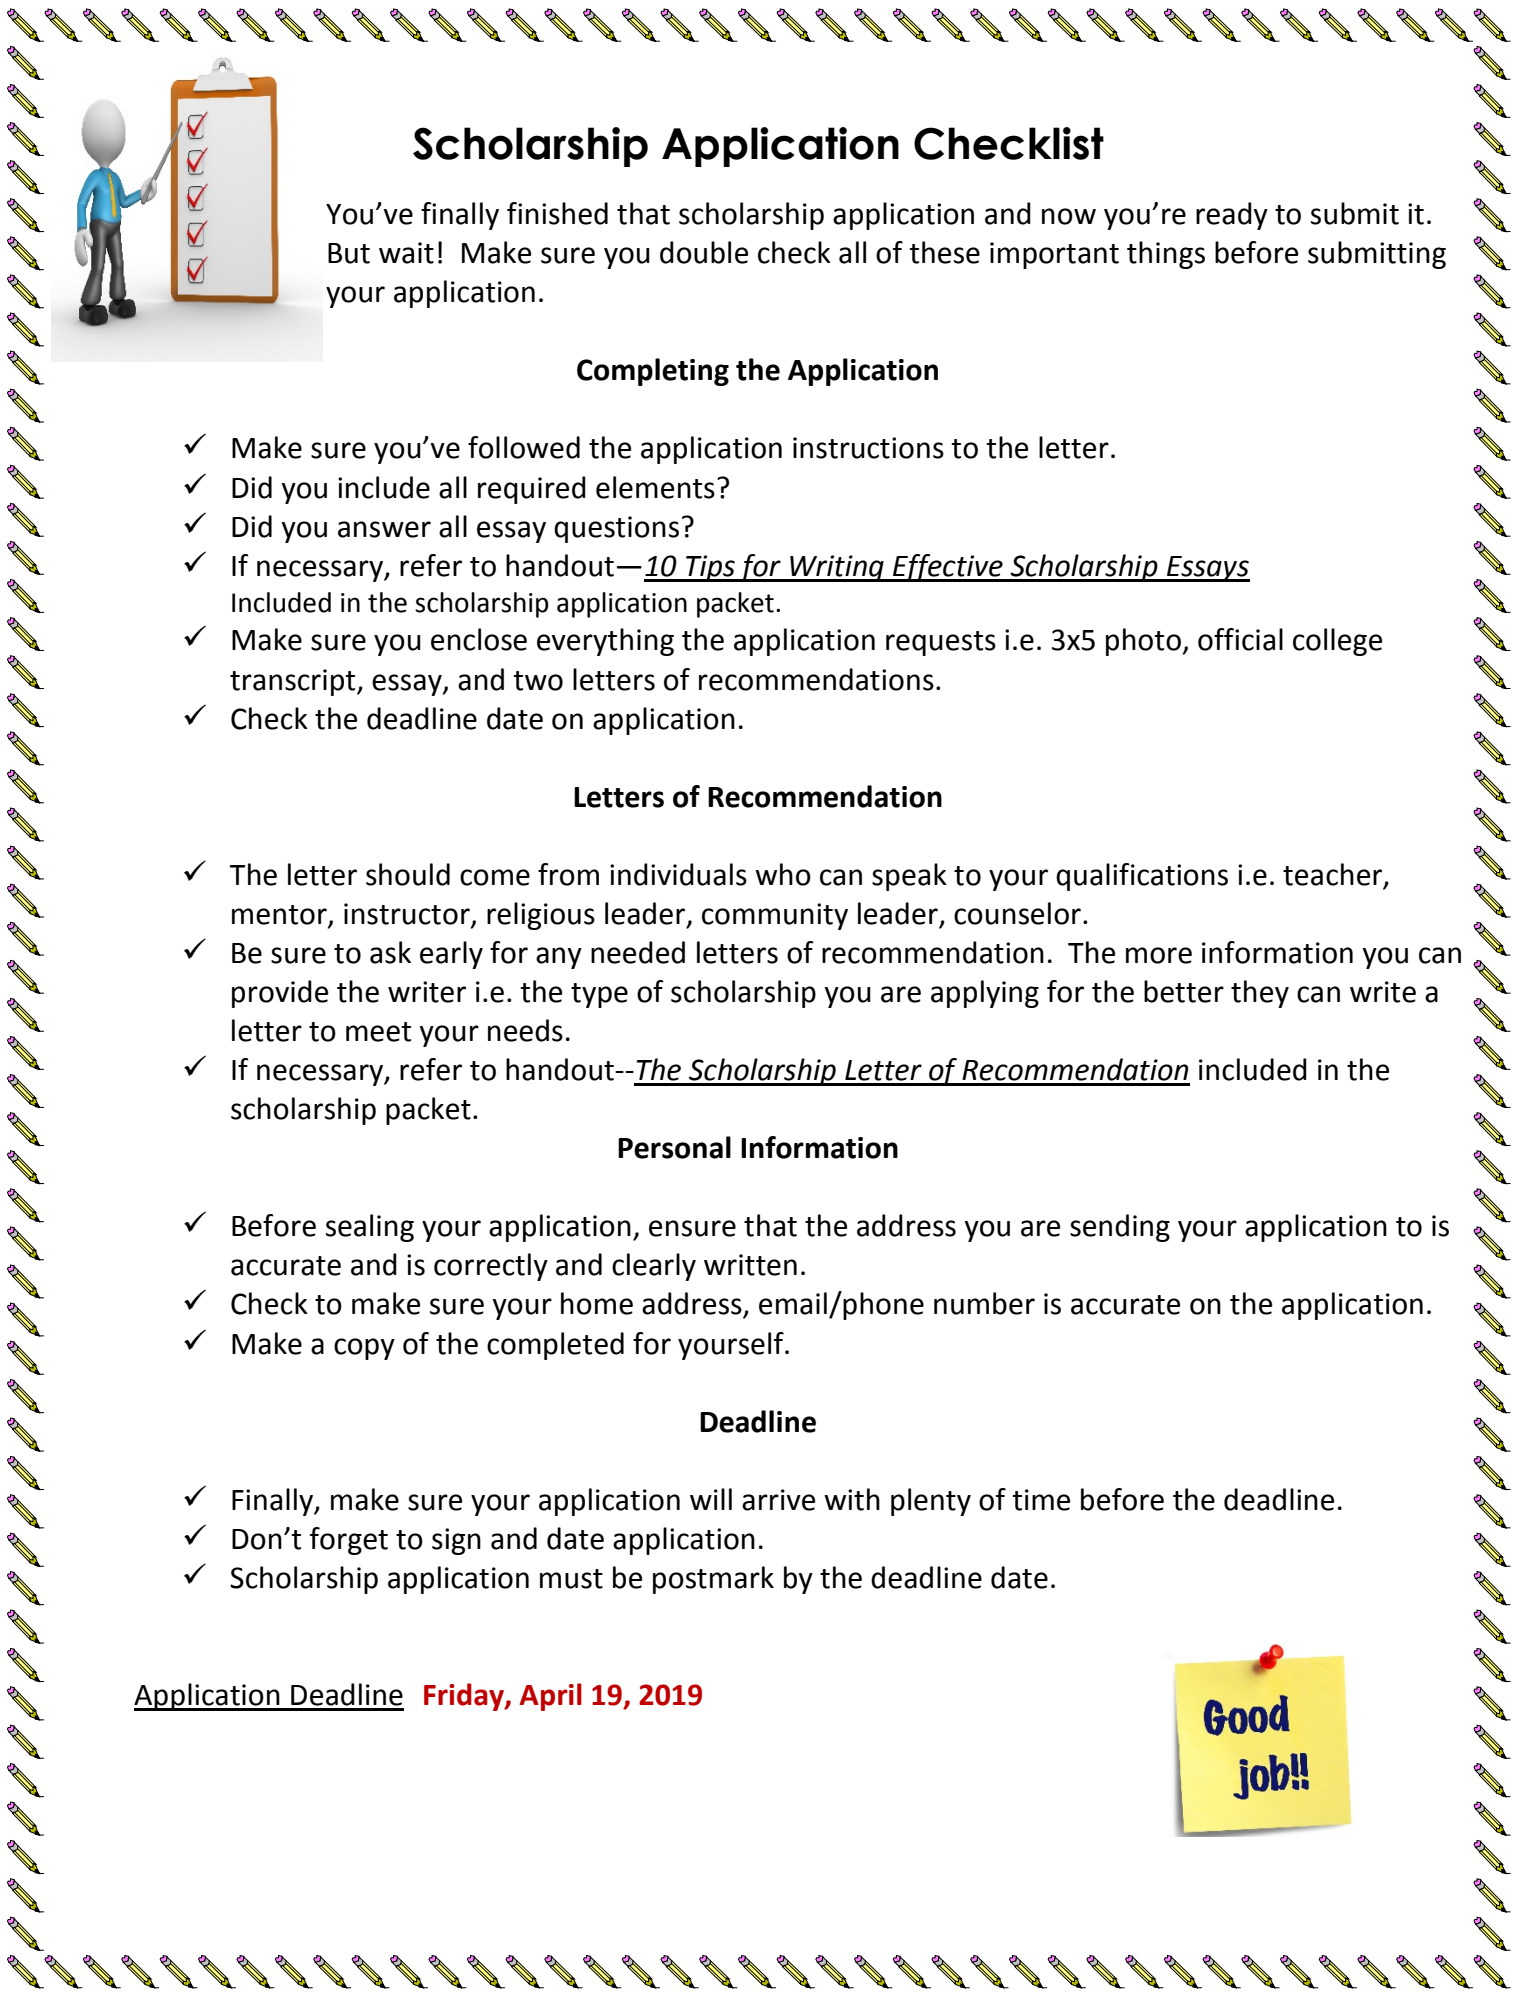 Scholarship Application Checklist
You’ve finally finished that scholarship application and now you’re ready to submit it.
But wait!  Make sure you double check all of these important things before submitting
your application.
Completing the Application
✓ Make sure you’ve followed the application instructions to the letter.
✓ Did you include all required elements?
✓ Did you answer all essay questions?
✓ If necessary, refer to handout—10 Tips for Writing Effective Scholarship Essays
Included in the scholarship application packet.
✓ Make sure you enclose everything the application requests i.e. 3x5 photo, official college
transcript, essay, and two letters of recommendations.
✓ Check the deadline date on application.
Letters of Recommendation
✓ The letter should come from individuals who can speak to your qualifications i.e. teacher,
mentor, instructor, religious leader, community leader, counselor.
✓ Be sure to ask early for any needed letters of recommendation.  The more information you can
provide the writer i.e. the type of scholarship you are applying for the better they can write a
letter to meet your needs.
✓ If necessary, refer to handout--The Scholarship Letter of Recommendation included in the
scholarship packet.
Personal Information
✓ Before sealing your application, ensure that the address you are sending your application to is
accurate and is correctly and clearly written.
✓ Check to make sure your home address, email/phone number is accurate on the application.
✓ Make a copy of the completed for yourself.
Deadline
✓ Finally, make sure your application will arrive with plenty of time before the deadline.
✓ Don’t forget to sign and date application.
✓ Scholarship application must be postmark by the deadline date.
Application Deadline  Friday, April 19, 2019
Good
job!!